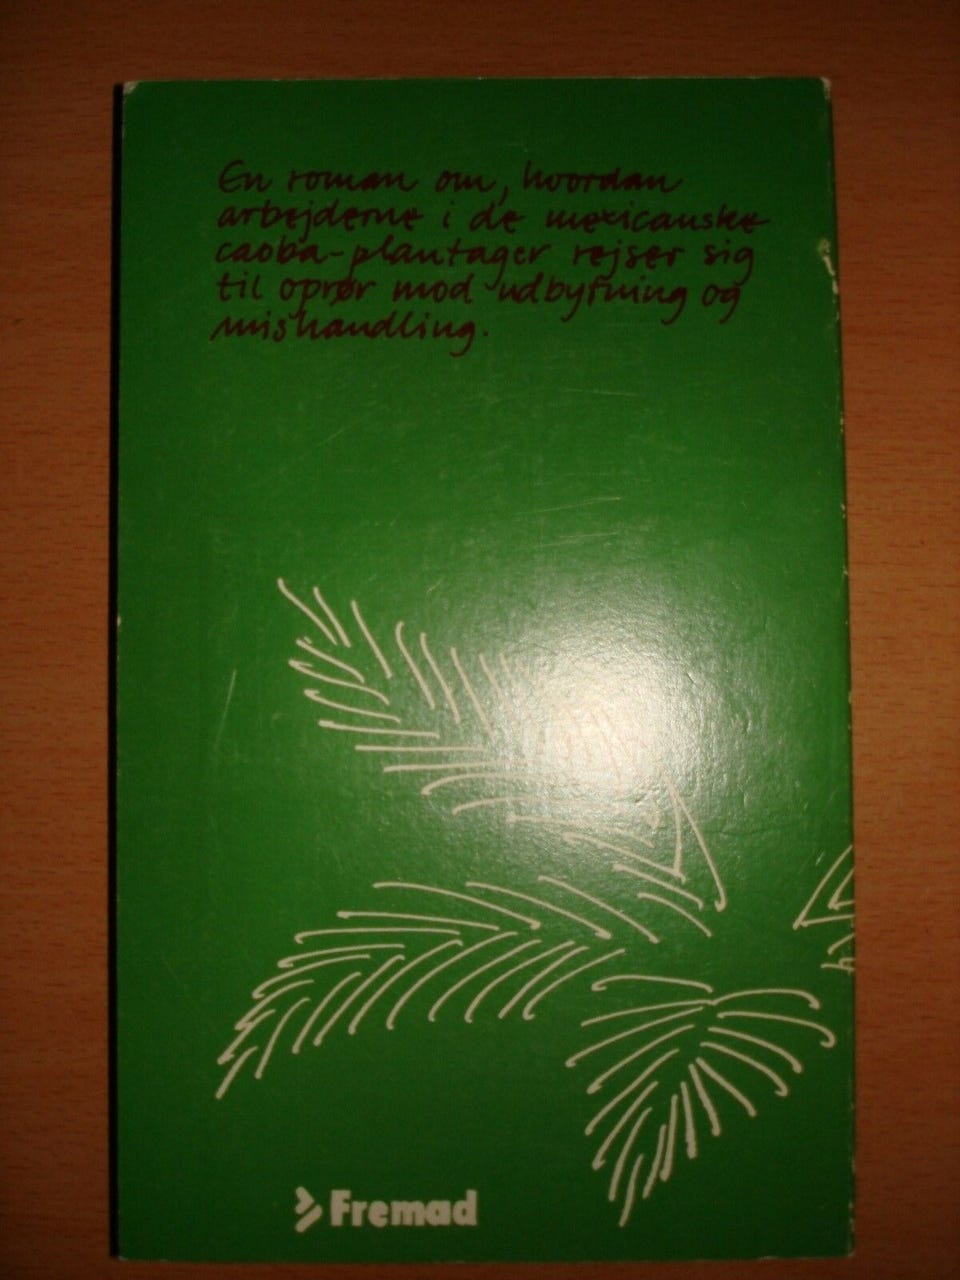 En roman om, hvordan
arbejderne i de mexicanske
caoba-plantager rejser sig
til oprør mod udbytning og
mishandling.
Fremad